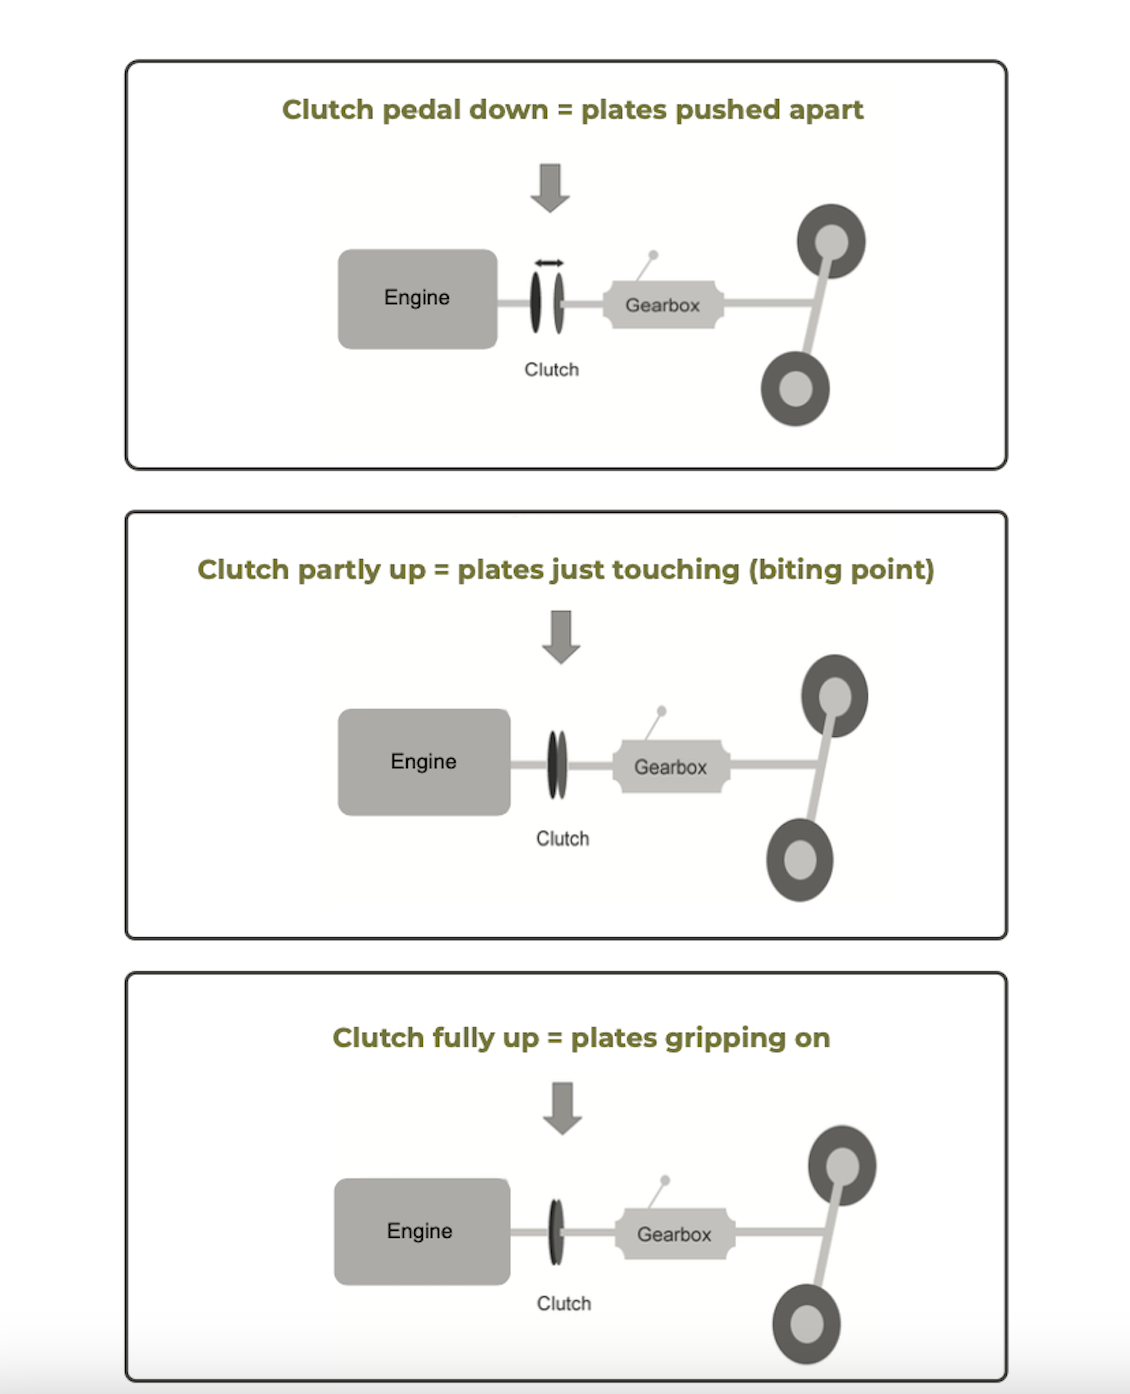 Clutch pedal down = plates pushed apart
Engine
Gearbox
Clutch
Clutch partly up = plates just touching (biting point)
Engine
Gearbox
Clutch
Clutch fully up = plates gripping on
Engine
Gearbox
Clutch